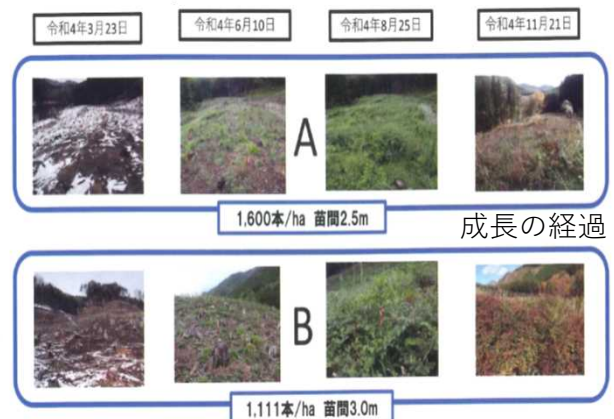 令和4年3月23日
令和4年6月10日
令和4年8月25日
令和4年11月21日
A
1,600本/ha 苗間2.5m
成長の経過
B
1,111本/ha 苗間3.0m